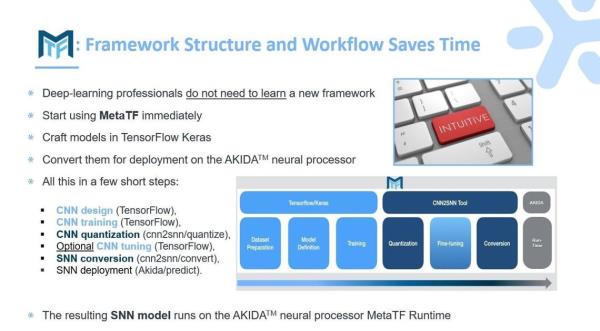 MTF: Framework Structure and Workflow Saves Time
Deep-learning professionals do not need to learn a new framework
Start using MetaTF immediately
Craft models in TensorFlow Keras
Convert them for deployment on the AKIDA™ neural processor
All this in a few short steps:
CNN design (TensorFlow),
CNN training (TensorFlow),
CNN quantization (cnn2snn/quantize),
Optional CNN tuning (TensorFlow),
SNN conversion (cnn2snn/convert),
SNN deployment (Akida/predict).
INTUITIVE
Shift
M
Tensorflow/Keras
CNN2SNN Tool
AKIDA
Dataset
Preparation
Model
Definition
Training
Quantization
Fine-tuning
Conversion
Run-
Time
The resulting SNN model runs on the AKIDA™ neural processor MetaTF Runtime